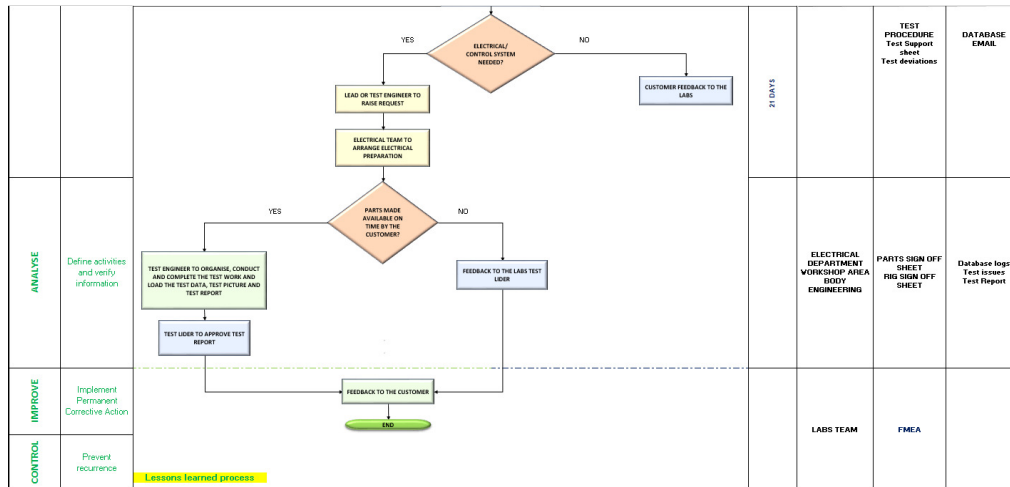 TEST
PROCEDURE
Test Support
sheet
Test deviations
DATABASE
EMAIL
ELECTRICAL/
CONTROL SYSTEM
NEEDED?
YES
NO
21 DAYS
LEAD OR TEST ENGINEER TO
RAISE REQUEST
CUSTOMER FEEDBACK TO THE
LABS
ELECTRICAL TEAM TO
ARRANGE ELECTRICAL
PREPARATION
ANALYSE
Define activities
and verify
information
PARTS MADE
AVAILABLE ON
TIME BY THE
CUSTOMER?
YES
NO
TEST ENGINEER TO ORGANISE, CONDUCT
AND COMPLETE THE TEST WORK AND
LOAD THE TEST DATA, TEST PICTURE AND
TEST REPORT
FEEDBACK TO THE LABS TEST
LIDER
TEST LIDER TO APPROVE TEST
REPORT
ELECTRICAL
DEPARTMENT
WORKSHOP AREA
BODY
ENGINEERING
PARTS SIGN OFF
SHEET
RIG SIGN OFF
SHEET
Database logs
Test issues
Test Report
IMPROVE
Implement
Permanent
Corrective Action
FEEDBACK TO THE CUSTOMER
END
LABS TEAM
FMEA
CONTROL
Prevent
recurrence
Lessons learned process